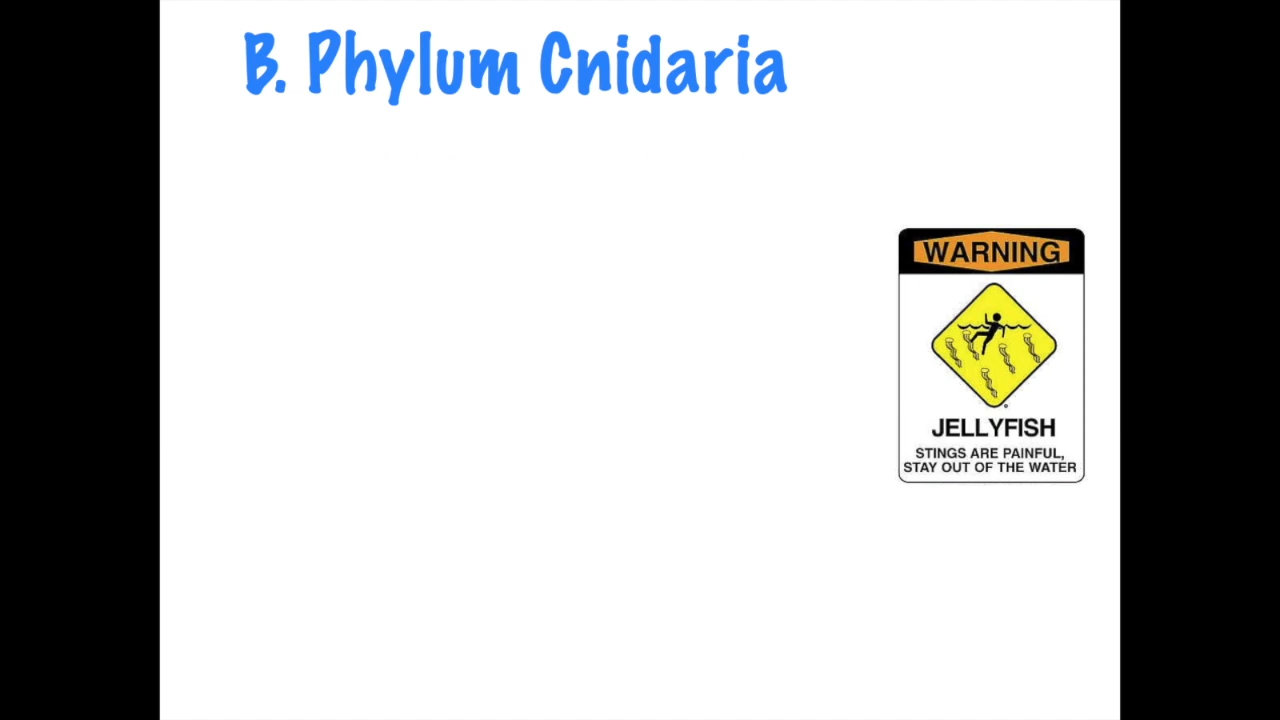 B. Phylum Cnidaria
WARNING
JELLYFISH
STINGS ARE PAINFUL,
STAY OUT OF THE WATER